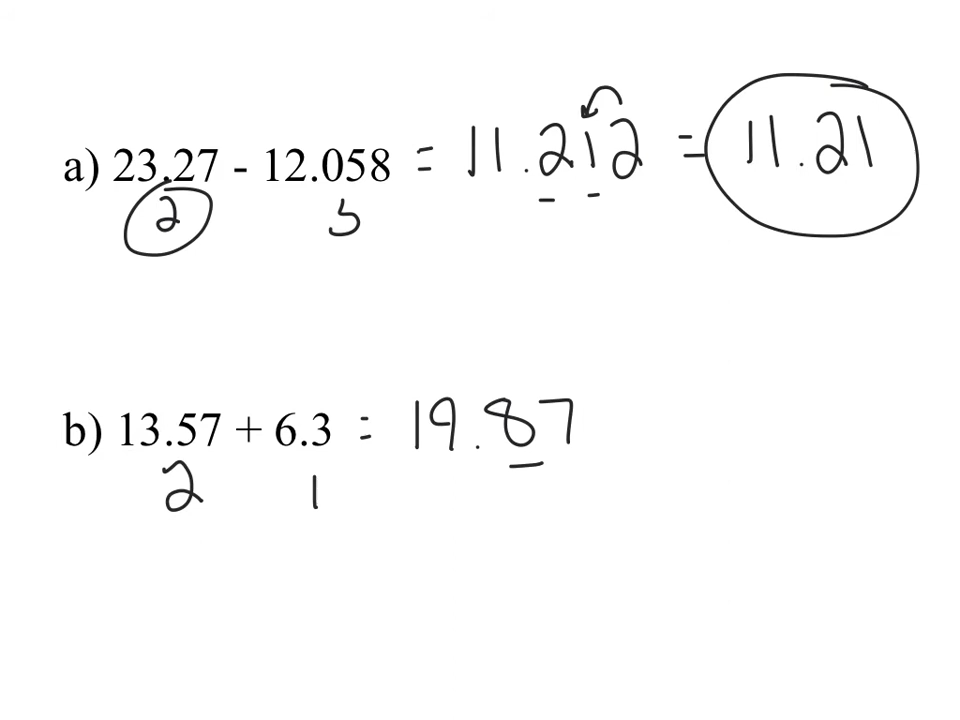 a) 23.27 - 12.058 = 11.212 = 11.21
2 3
b) 13.57 + 6.3 = 19.87
2 1